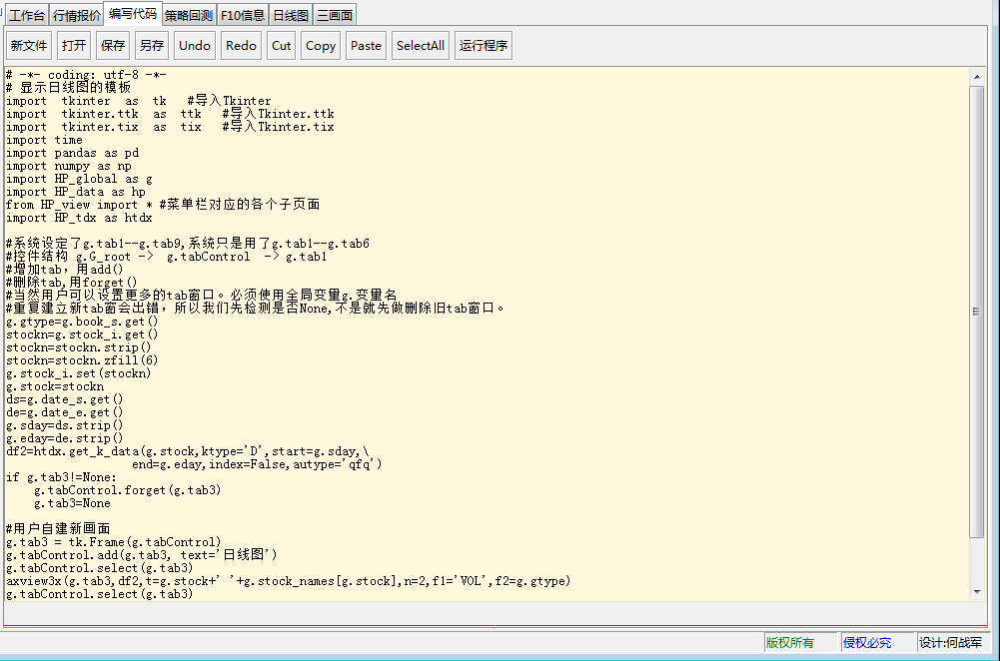 工作台 行情报价 编写代码 策略回测 F10信息 日线图 三画面
新文件 打开 保存 另存 Undo Redo Cut Copy Paste SelectAll 运行程序
# -*- coding: utf-8 -*-
# 显示日线图的模板
import  tkinter  as  tk   #导入Tkinter
import  tkinter.ttk  as  ttk   #导入Tkinter.ttk
import  tkinter.tix  as  tix   #导入Tkinter.tix
import time
import pandas as pd
import numpy as np
import HP_global as g
import HP_data as hp
from HP_view import * #菜单栏对应的各个子页面
import HP_tdx as htdx
#系统设定了g.tab1--g.tab9,系统只是用了g.tab1--g.tab6
#控件结构 g.G_root ->  g.tabControl  -> g.tab1
#增加tab，用add()
#删除tab,用forget()
#当然用户可以设置更多的tab窗口。必须使用全局变量g.变量名
#重复建立新tab窗会出错，所以我们先检测是否None,不是就先做删除旧tab窗口。
g.gtype=g.book_s.get()
stockn=g.stock_i.get()
stockn=stockn.strip()
stockn=stockn.zfill(6)
g.stock_i.set(stockn)
g.stock=stockn
ds=g.date_s.get()
de=g.date_e.get()
g.sday=ds.strip()
g.eday=de.strip()
df2=htdx.get_k_data(g.stock,ktype='D',start=g.sday,\
                  end=g.eday,index=False,autype='qfq')
if g.tab3!=None:
    g.tabControl.forget(g.tab3)
    g.tab3=None
#用户自建新画面
g.tab3 = tk.Frame(g.tabControl)
g.tabControl.add(g.tab3, text='日线图')
g.tabControl.select(g.tab3)
axview3x(g.tab3,df2,t=g.stock+' '+g.stock_names[g.stock],n=2,f1='VOL',f2=g.gtype)
g.tabControl.select(g.tab3)
版权所有 侵权必究 设计:何战军